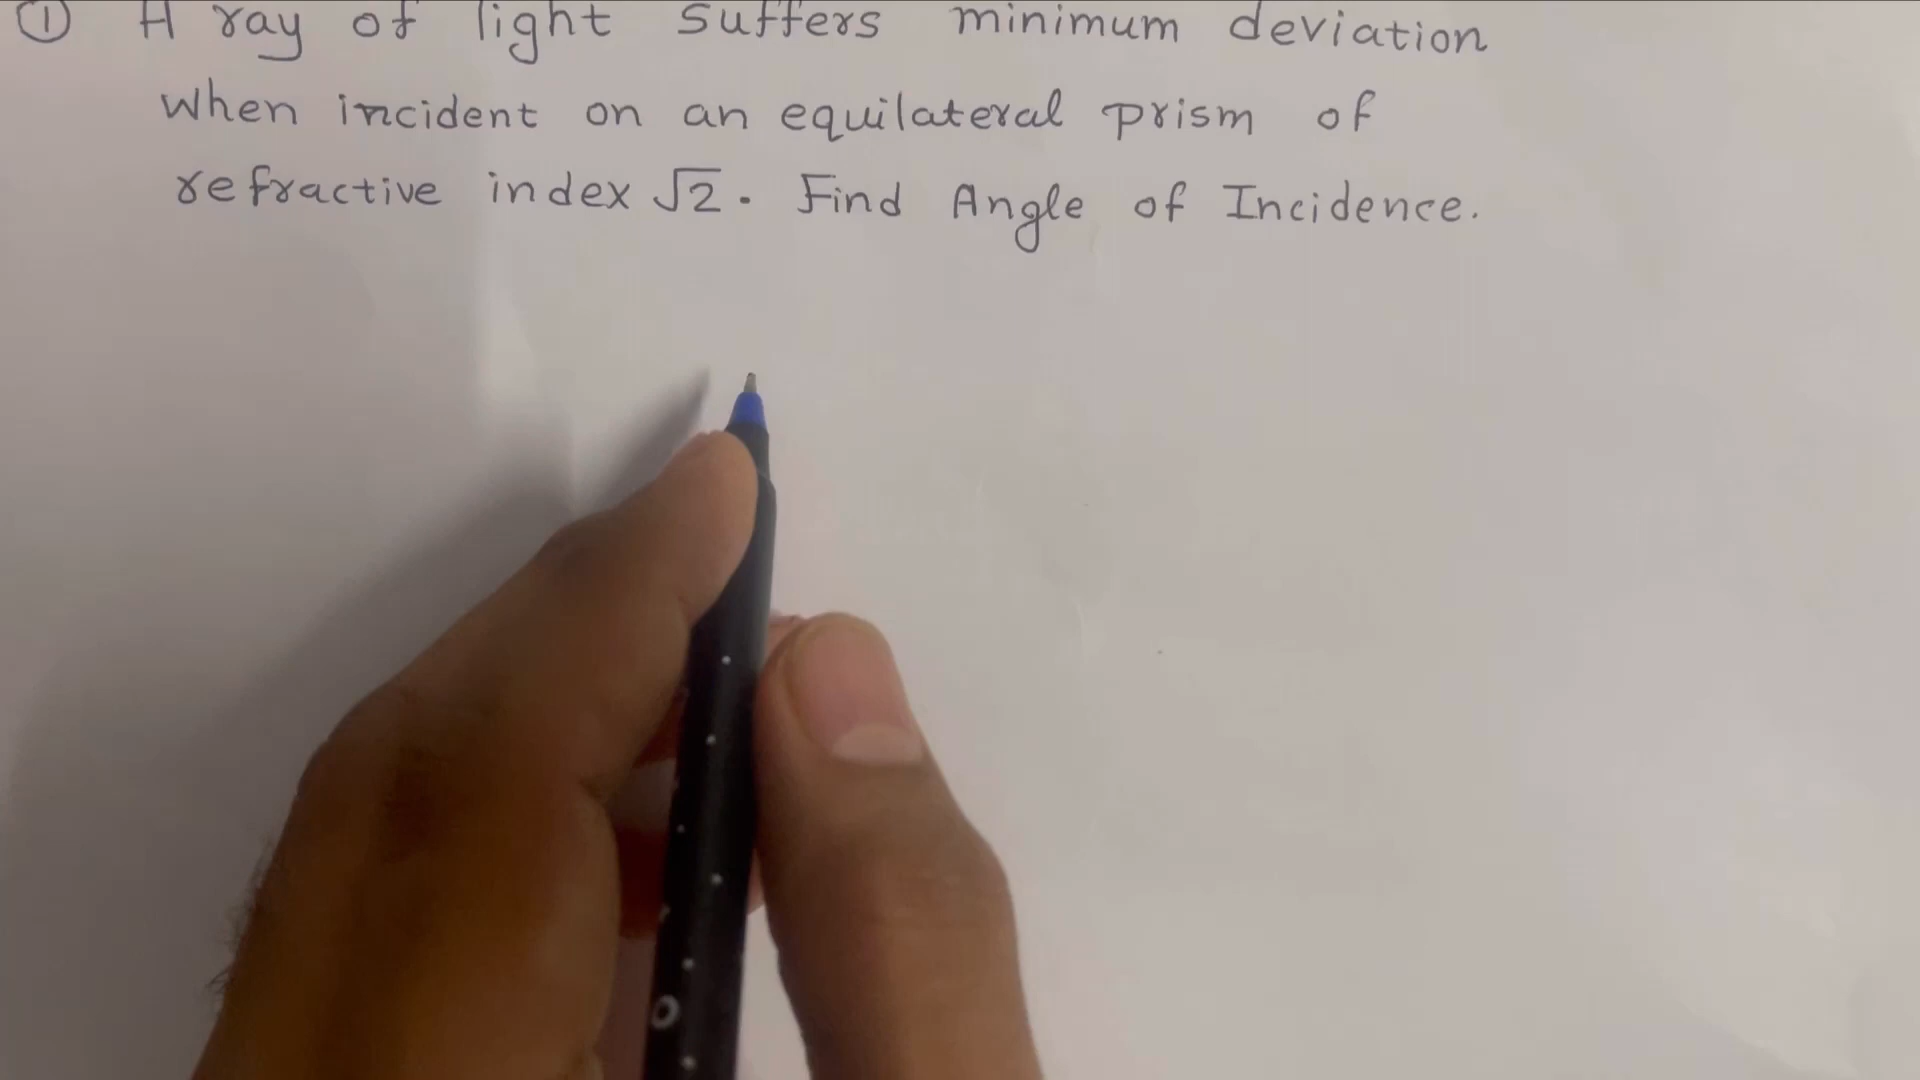 ① A ray of light suffers minimum deviation
when incident on an equilateral prism of
refractive index √2. Find Angle of Incidence.